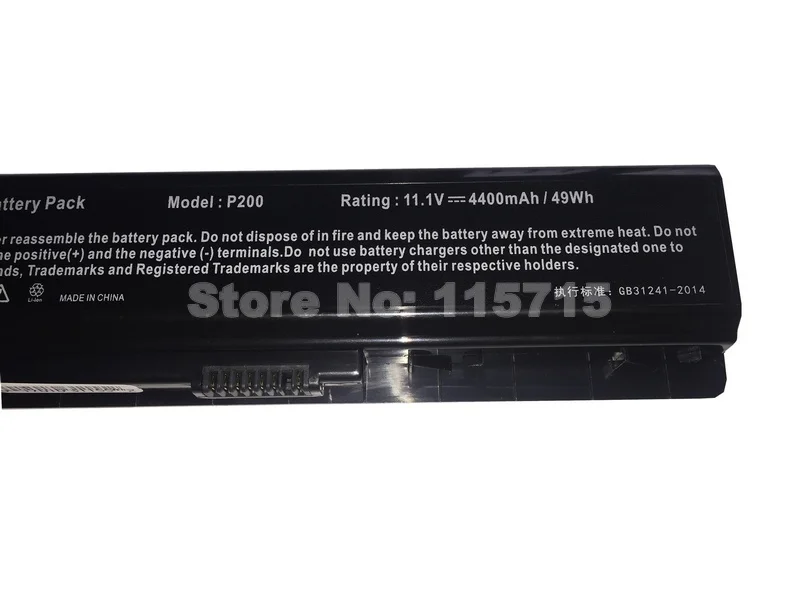 Pack
Model : P200
Rating : 11.1V 4400mAh / 49Wh
reassemble the battery pack. Do not dispose of in fire and keep the battery away from extreme heat. Do not
positive(+) and the negative (-) terminals.Do not use battery chargers other than the designated one to
Trademarks and Registered Trademarks are the property of their respective holders.
Li-ion
MADE IN CHINA
执行标准: GB31241-2014
Store No: 115715